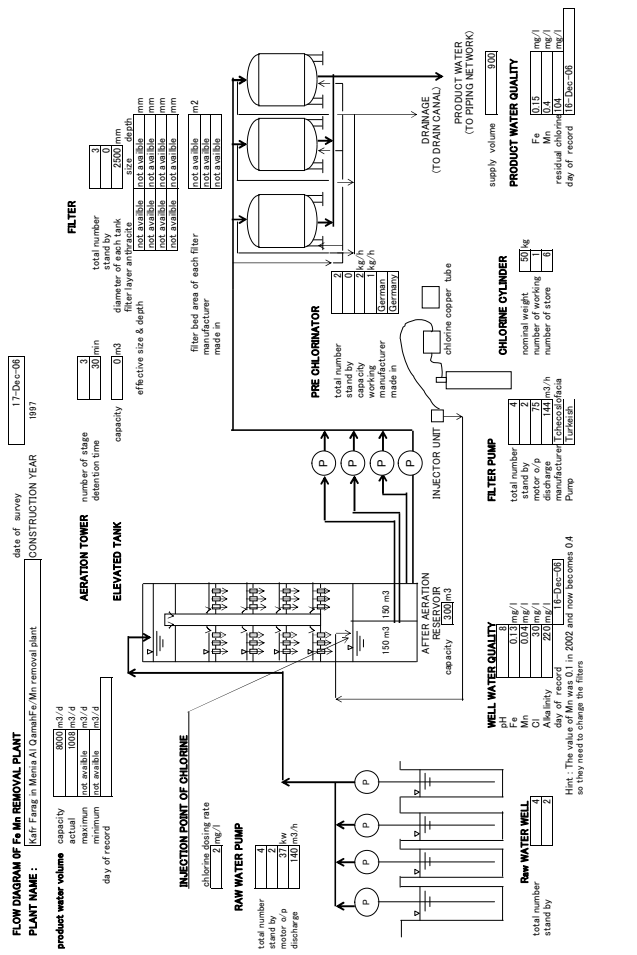 FLOW DIAGRAM OF Fe Mn REMOVAL PLANT
date of survey 17-Dec-06
PLANT NAME : Kafr Farag in Menia Al QamahFe/Mn removal plant CONSTRUCTION YEAR 1997
product water volume capacity 8000 m3/d
actual 1008 m3/d
maximun not availble m3/d
minimum not availble m3/d
day of record
AERATION TOWER
number of stage 3
detention time 30 min
ELEVATED TANK
capacity 0 m3
FILTER
total number 3
stand by 0
diameter of each tank 2500 mm
filter layer anthracite size depth
effective size & depth
not availble not availble mm
not availble not availble mm
not availble not availble mm
not availble not availble mm
filter bed area of each filter not availble m2
manufacturer not availble
made in not availble
INJECTION POINT OF CHLORINE
chlorine dosing rate
2 mg/l
RAW WATER PUMP
total number 4
stand by 2
motor o/p 37 kw
discharge 140 m3/h
150 m3 150 m3
AFTER AERATION
RESERVOIR
capacity 300 m3
P
P
P
P
P
P
P
P
PRE CHLORINATOR
total number 2
stand by 0
capacity 2 kg/h
working 1 kg/h
manufacturer Germany
made in Germany
INJECTOR UNIT
chlorine copper tube
DRAINAGE
(TO DRAIN CANAL)
PRODUCT WATER
(TO PIPING NETWORK)
supply volume 900
Raw WATER WELL
total number 4
stand by 2
WELL WATER QUALITY
pH 8
Fe 0.13 mg/l
Mn 0.04 mg/l
Cl 30 mg/l
Alkalinity 220 mg/l
day of record 16-Dec-06
Hint : The value of Mn was 0.1 in 2002 and now becomes 0.4
so they need to change the filters
FILTER PUMP
total number 4
stand by 2
motor o/p 75
discharge 144 m3/h
manufacturer Tchecoslofacia
Pump Turkeish
CHLORINE CYLINDER
nominal weight 50 kg
number of working 1
number of store 6
PRODUCT WATER QUALITY
Fe 0.15 mg/l
Mn 0.4 mg/l
residual chlorine 104 mg/l
day of record 16-Dec-06